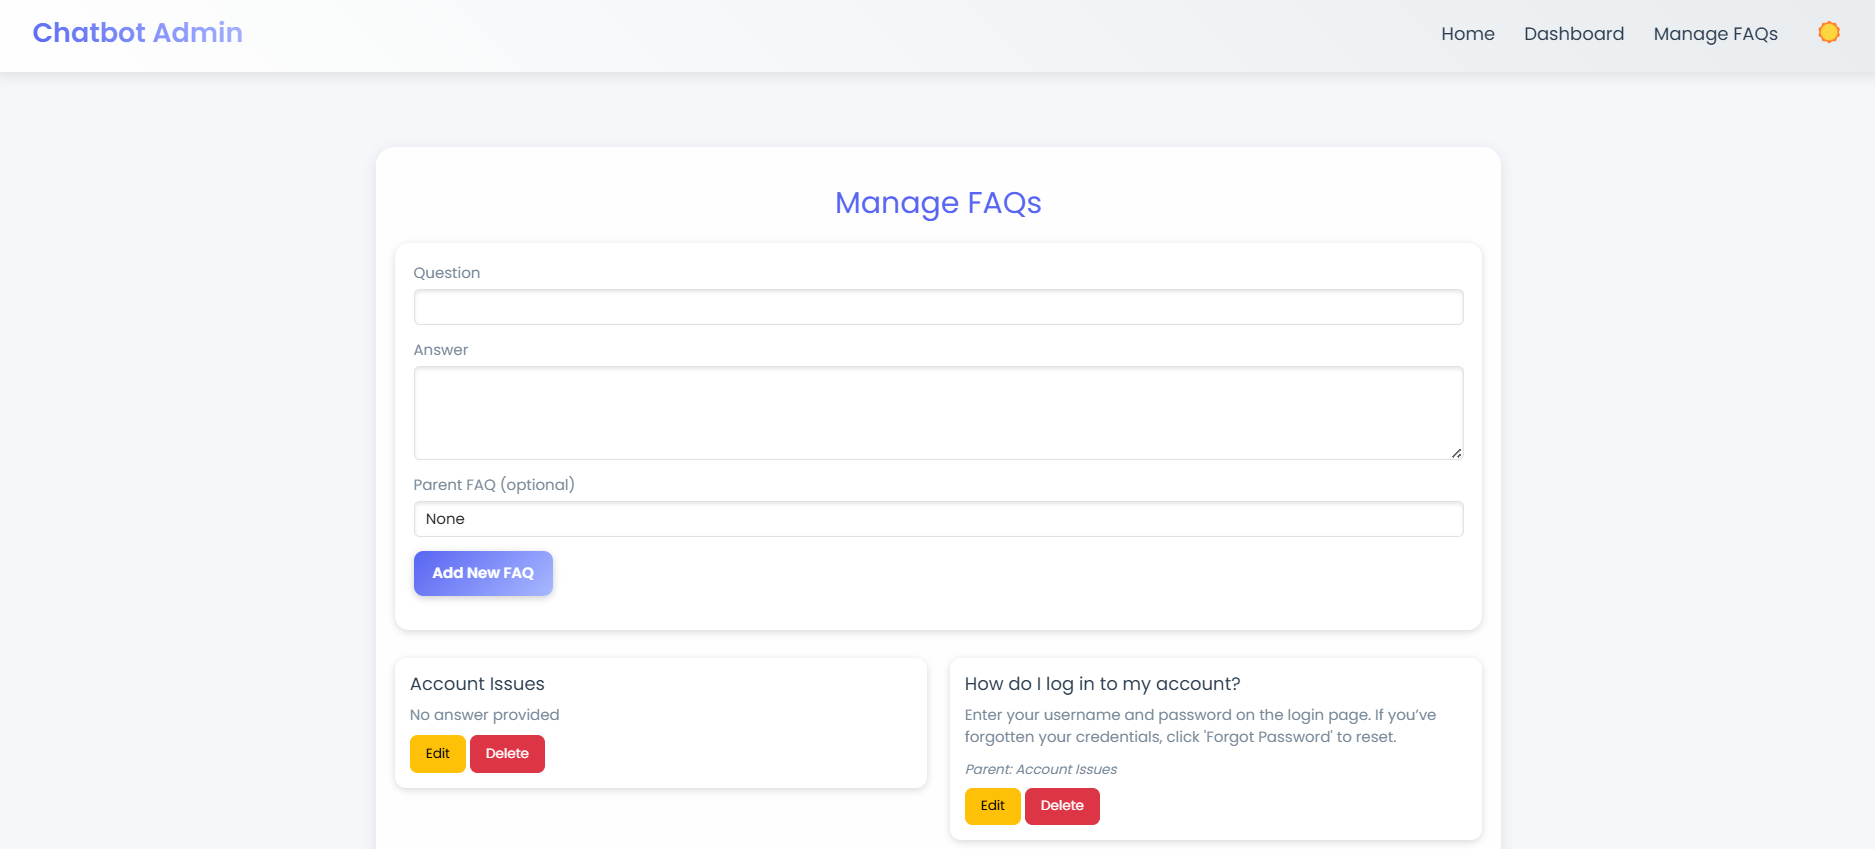 Chatbot Admin
Home
Dashboard
Manage FAQs
Manage FAQs
Question
Answer
Parent FAQ (optional)
None
Add New FAQ
Account Issues
No answer provided
Edit
Delete
How do I log in to my account?
Enter your username and password on the login page. If you’ve
forgotten your credentials, click 'Forgot Password' to reset.
Parent: Account Issues
Edit
Delete